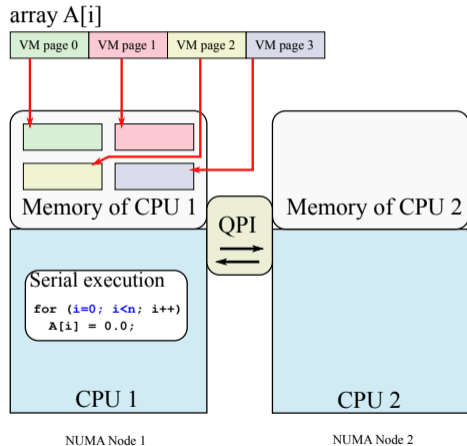 array A[i]
VM page 0 VM page 1 VM page 2 VM page 3
Memory of CPU 1
Memory of CPU 2
QPI
Serial execution
for (i=0; i<n; i++)
A[i] = 0.0;
CPU 1
CPU 2
NUMA Node 1
NUMA Node 2